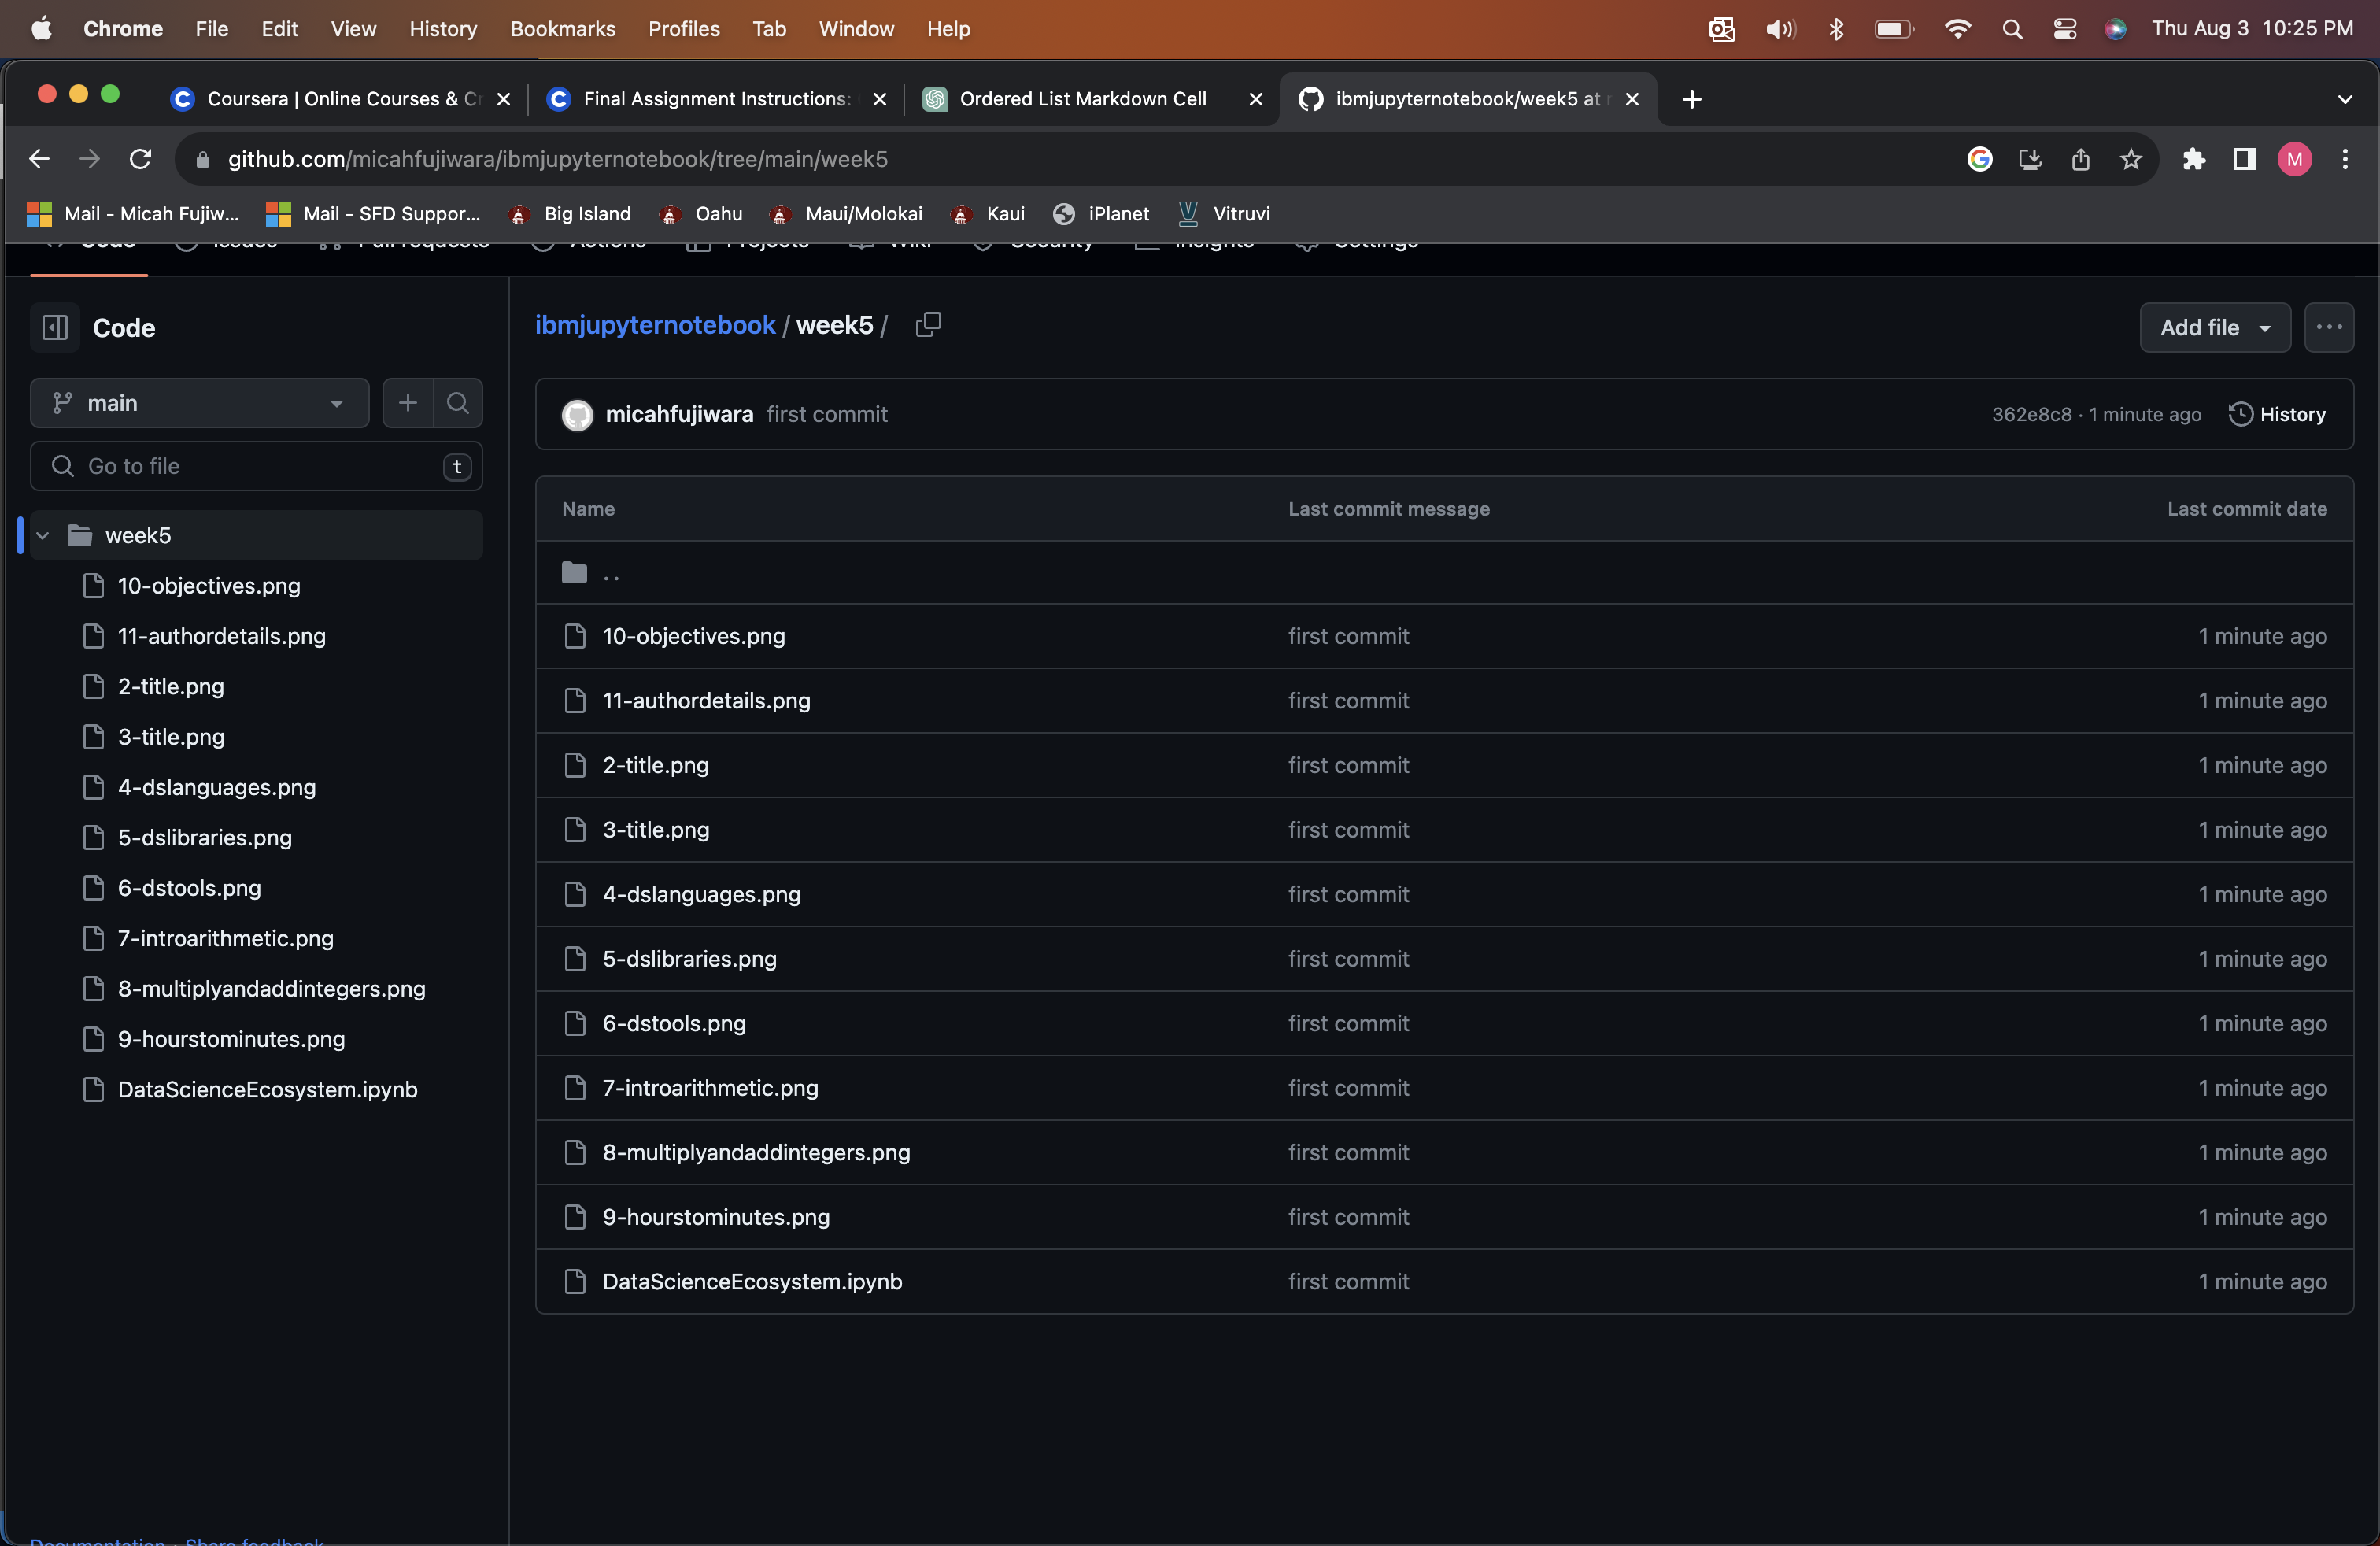 Chrome File Edit View History Bookmarks Profiles Tab Window Help Thu Aug 3 10:25 PM
Coursera | Online Courses & Cr Final Assignment Instructions: Ordered List Markdown Cell ibmjupyternotebook/week5 at
github.com/micahfujiwara/ibmjupyternotebook/tree/main/week5 M
Mail - Micah Fujiw... Mail - SFD Suppor... Big Island Oahu Maui/Molokai Kaui iPlanet Vitruvi
Code Issues Pull requests Actions Projects Wiki Security Insights Settings
Code
main
Go to file t
week5
10-objectives.png
11-authordetails.png
2-title.png
3-title.png
4-dslanguages.png
5-dslibraries.png
6-dstools.png
7-introarithmetic.png
8-multiplyandaddintegers.png
9-hourstominutes.png
DataScienceEcosystem.ipynb
Documentation · Share feedback
ibmjupyternotebook / week5 / Add file
micahfujiwara first commit 362e8c8 · 1 minute ago History
Name Last commit message Last commit date
..
10-objectives.png first commit 1 minute ago
11-authordetails.png first commit 1 minute ago
2-title.png first commit 1 minute ago
3-title.png first commit 1 minute ago
4-dslanguages.png first commit 1 minute ago
5-dslibraries.png first commit 1 minute ago
6-dstools.png first commit 1 minute ago
7-introarithmetic.png first commit 1 minute ago
8-multiplyandaddintegers.png first commit 1 minute ago
9-hourstominutes.png first commit 1 minute ago
DataScienceEcosystem.ipynb first commit 1 minute ago